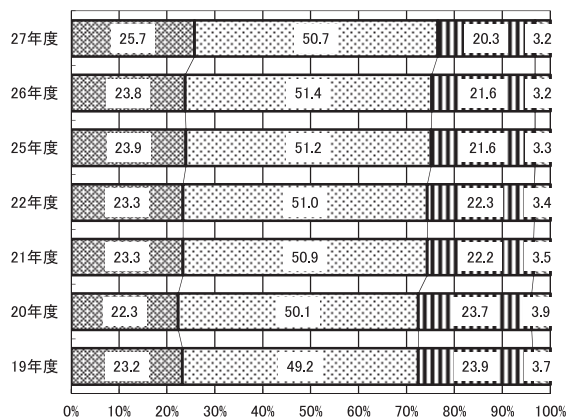 27年度 25.7 50.7 20.3 3.2
26年度 23.8 51.4 21.6 3.2
25年度 23.9 51.2 21.6 3.3
22年度 23.3 51.0 22.3 3.4
21年度 23.3 50.9 22.2 3.5
20年度 22.3 50.1 23.7 3.9
19年度 23.2 49.2 23.9 3.7
0% 10% 20% 30% 40% 50% 60% 70% 80% 90% 100%